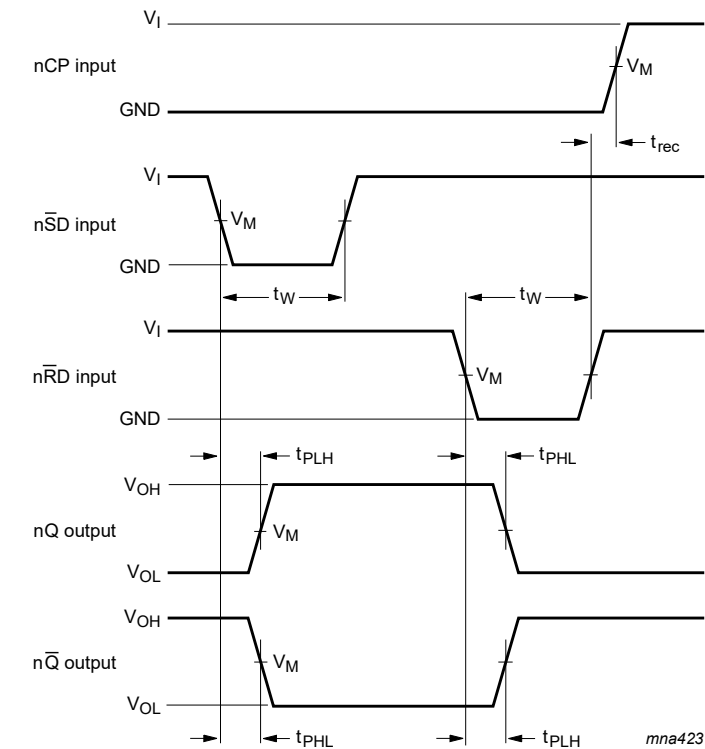 V_I
nCP input
V_M
GND
t_rec
V_I
nS̅D input
V_M
GND
t_W
t_W
V_I
nR̅D input
V_M
GND
t_PLH
t_PHL
V_OH
nQ output
V_M
V_OL
V_OH
nQ̅ output
V_M
V_OL
t_PHL
t_PLH
mna423